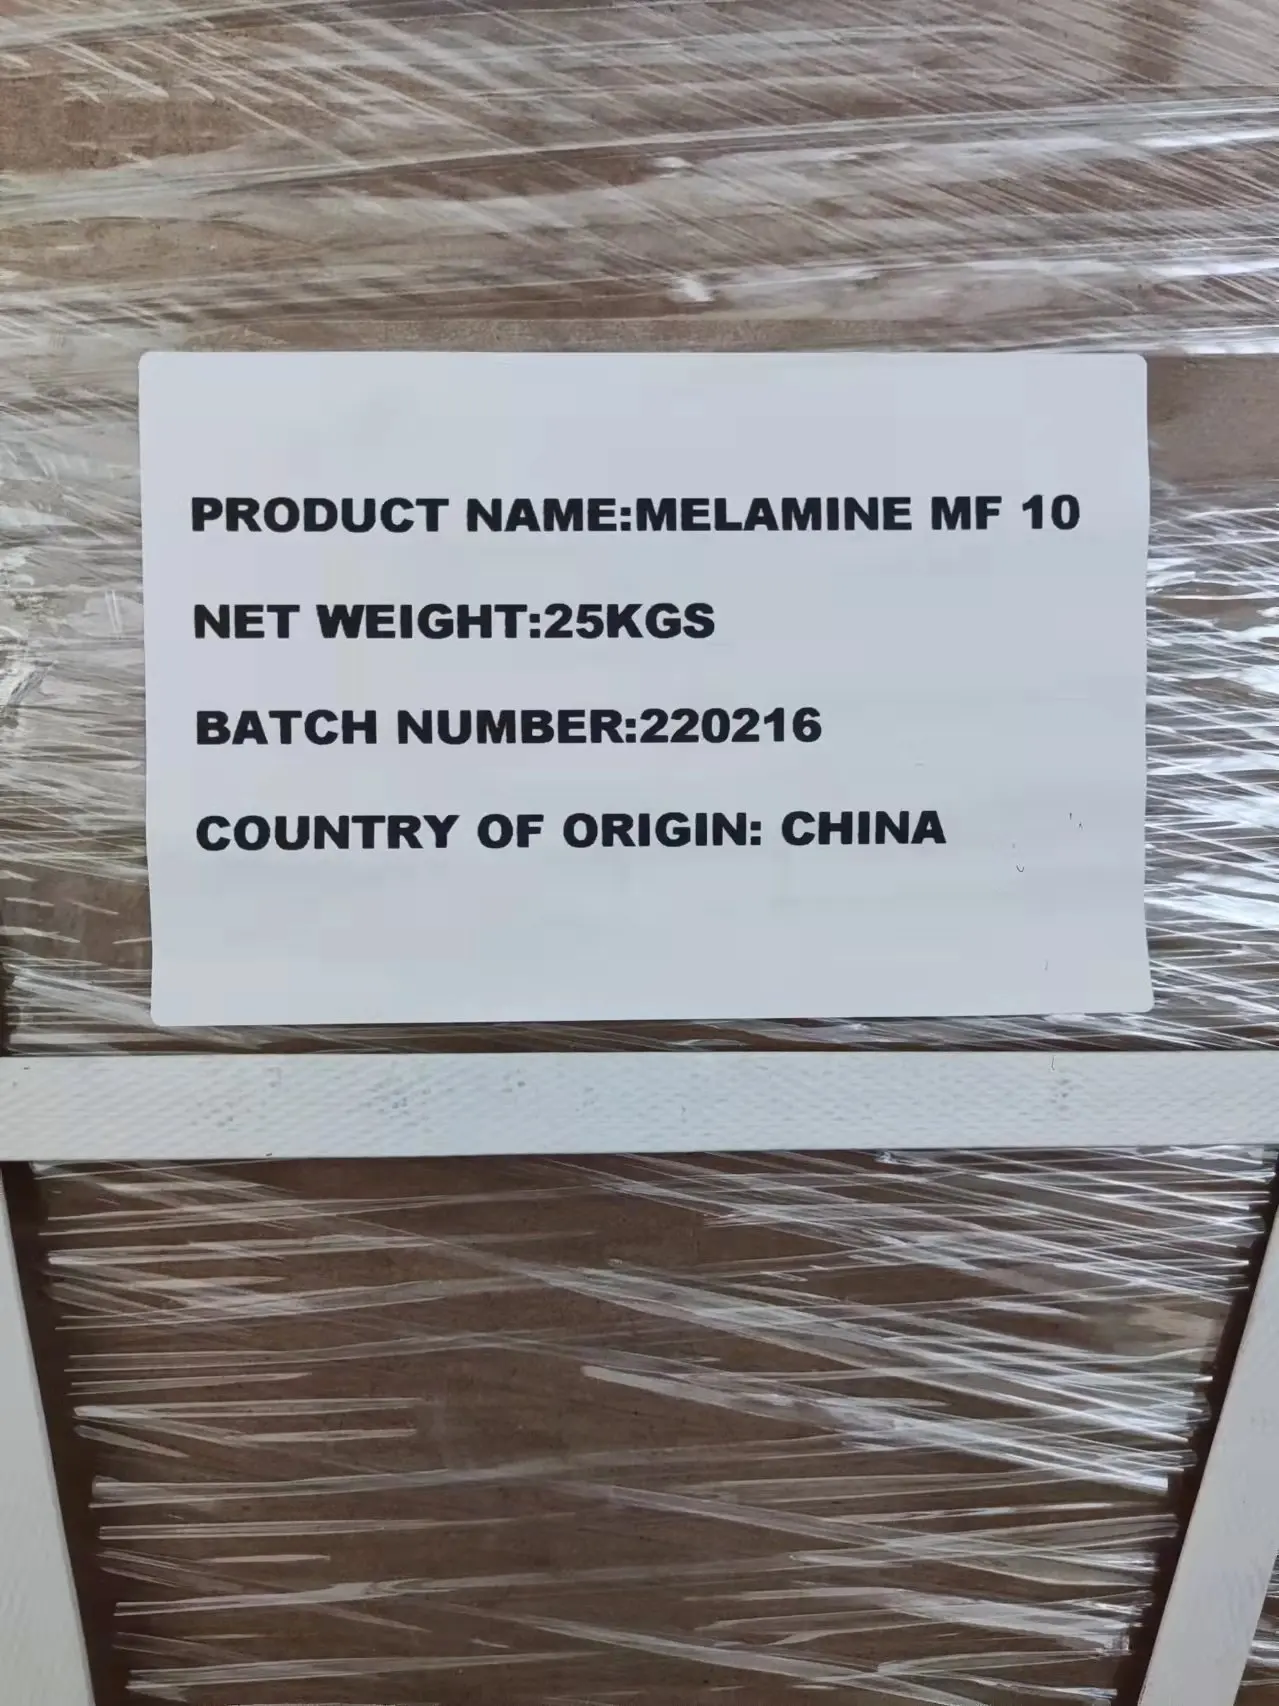 PRODUCT NAME:MELAMINE MF 10
NET WEIGHT:25KGS
BATCH NUMBER:220216
COUNTRY OF ORIGIN: CHINA